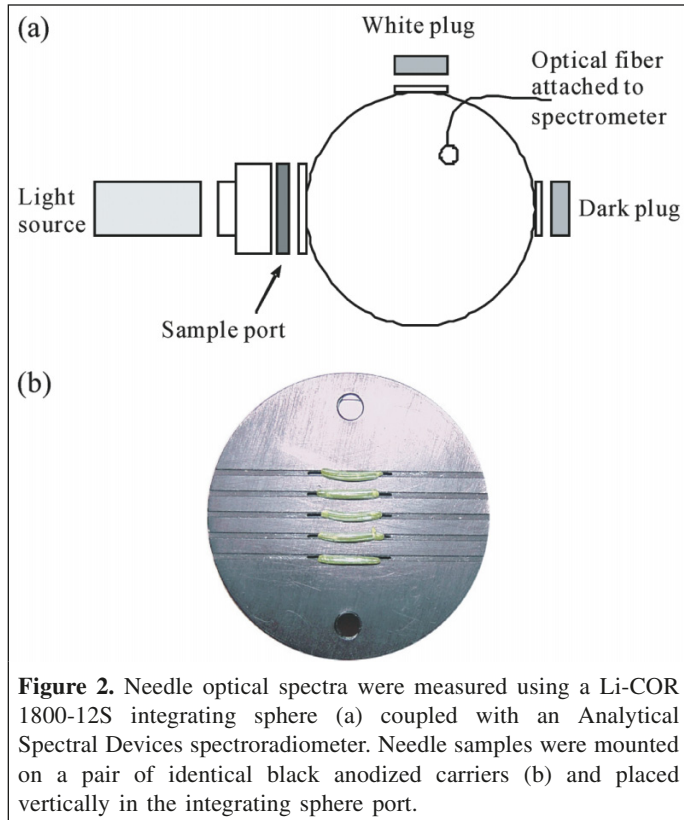 (a)
White plug
Optical fiber
attached to
spectrometer
Light
source
Dark plug
Sample port
(b)
Figure 2. Needle optical spectra were measured using a Li-COR
1800-12S integrating sphere (a) coupled with an Analytical
Spectral Devices spectroradiometer. Needle samples were mounted
on a pair of identical black anodized carriers (b) and placed
vertically in the integrating sphere port.